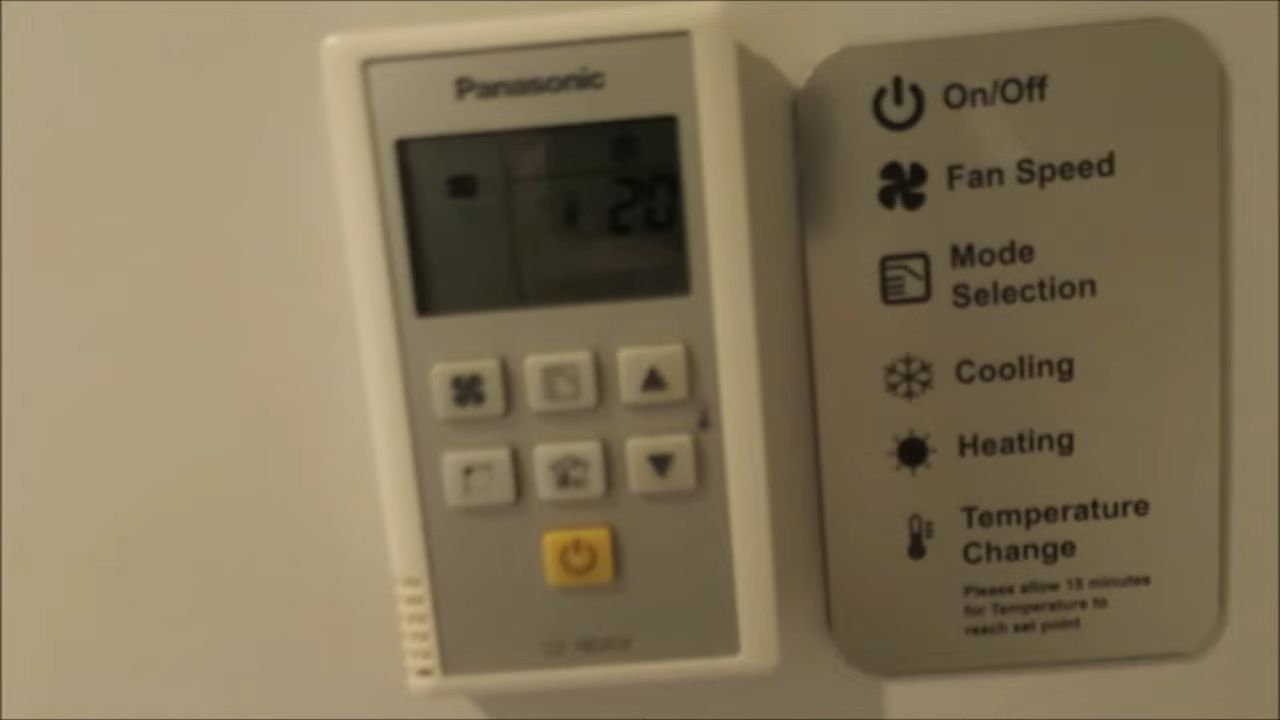 Panasonic
20
On/Off
Fan Speed
Mode
Selection
Cooling
Heating
Temperature
Change
Please allow 15 minutes
for Temperature to
reach set point